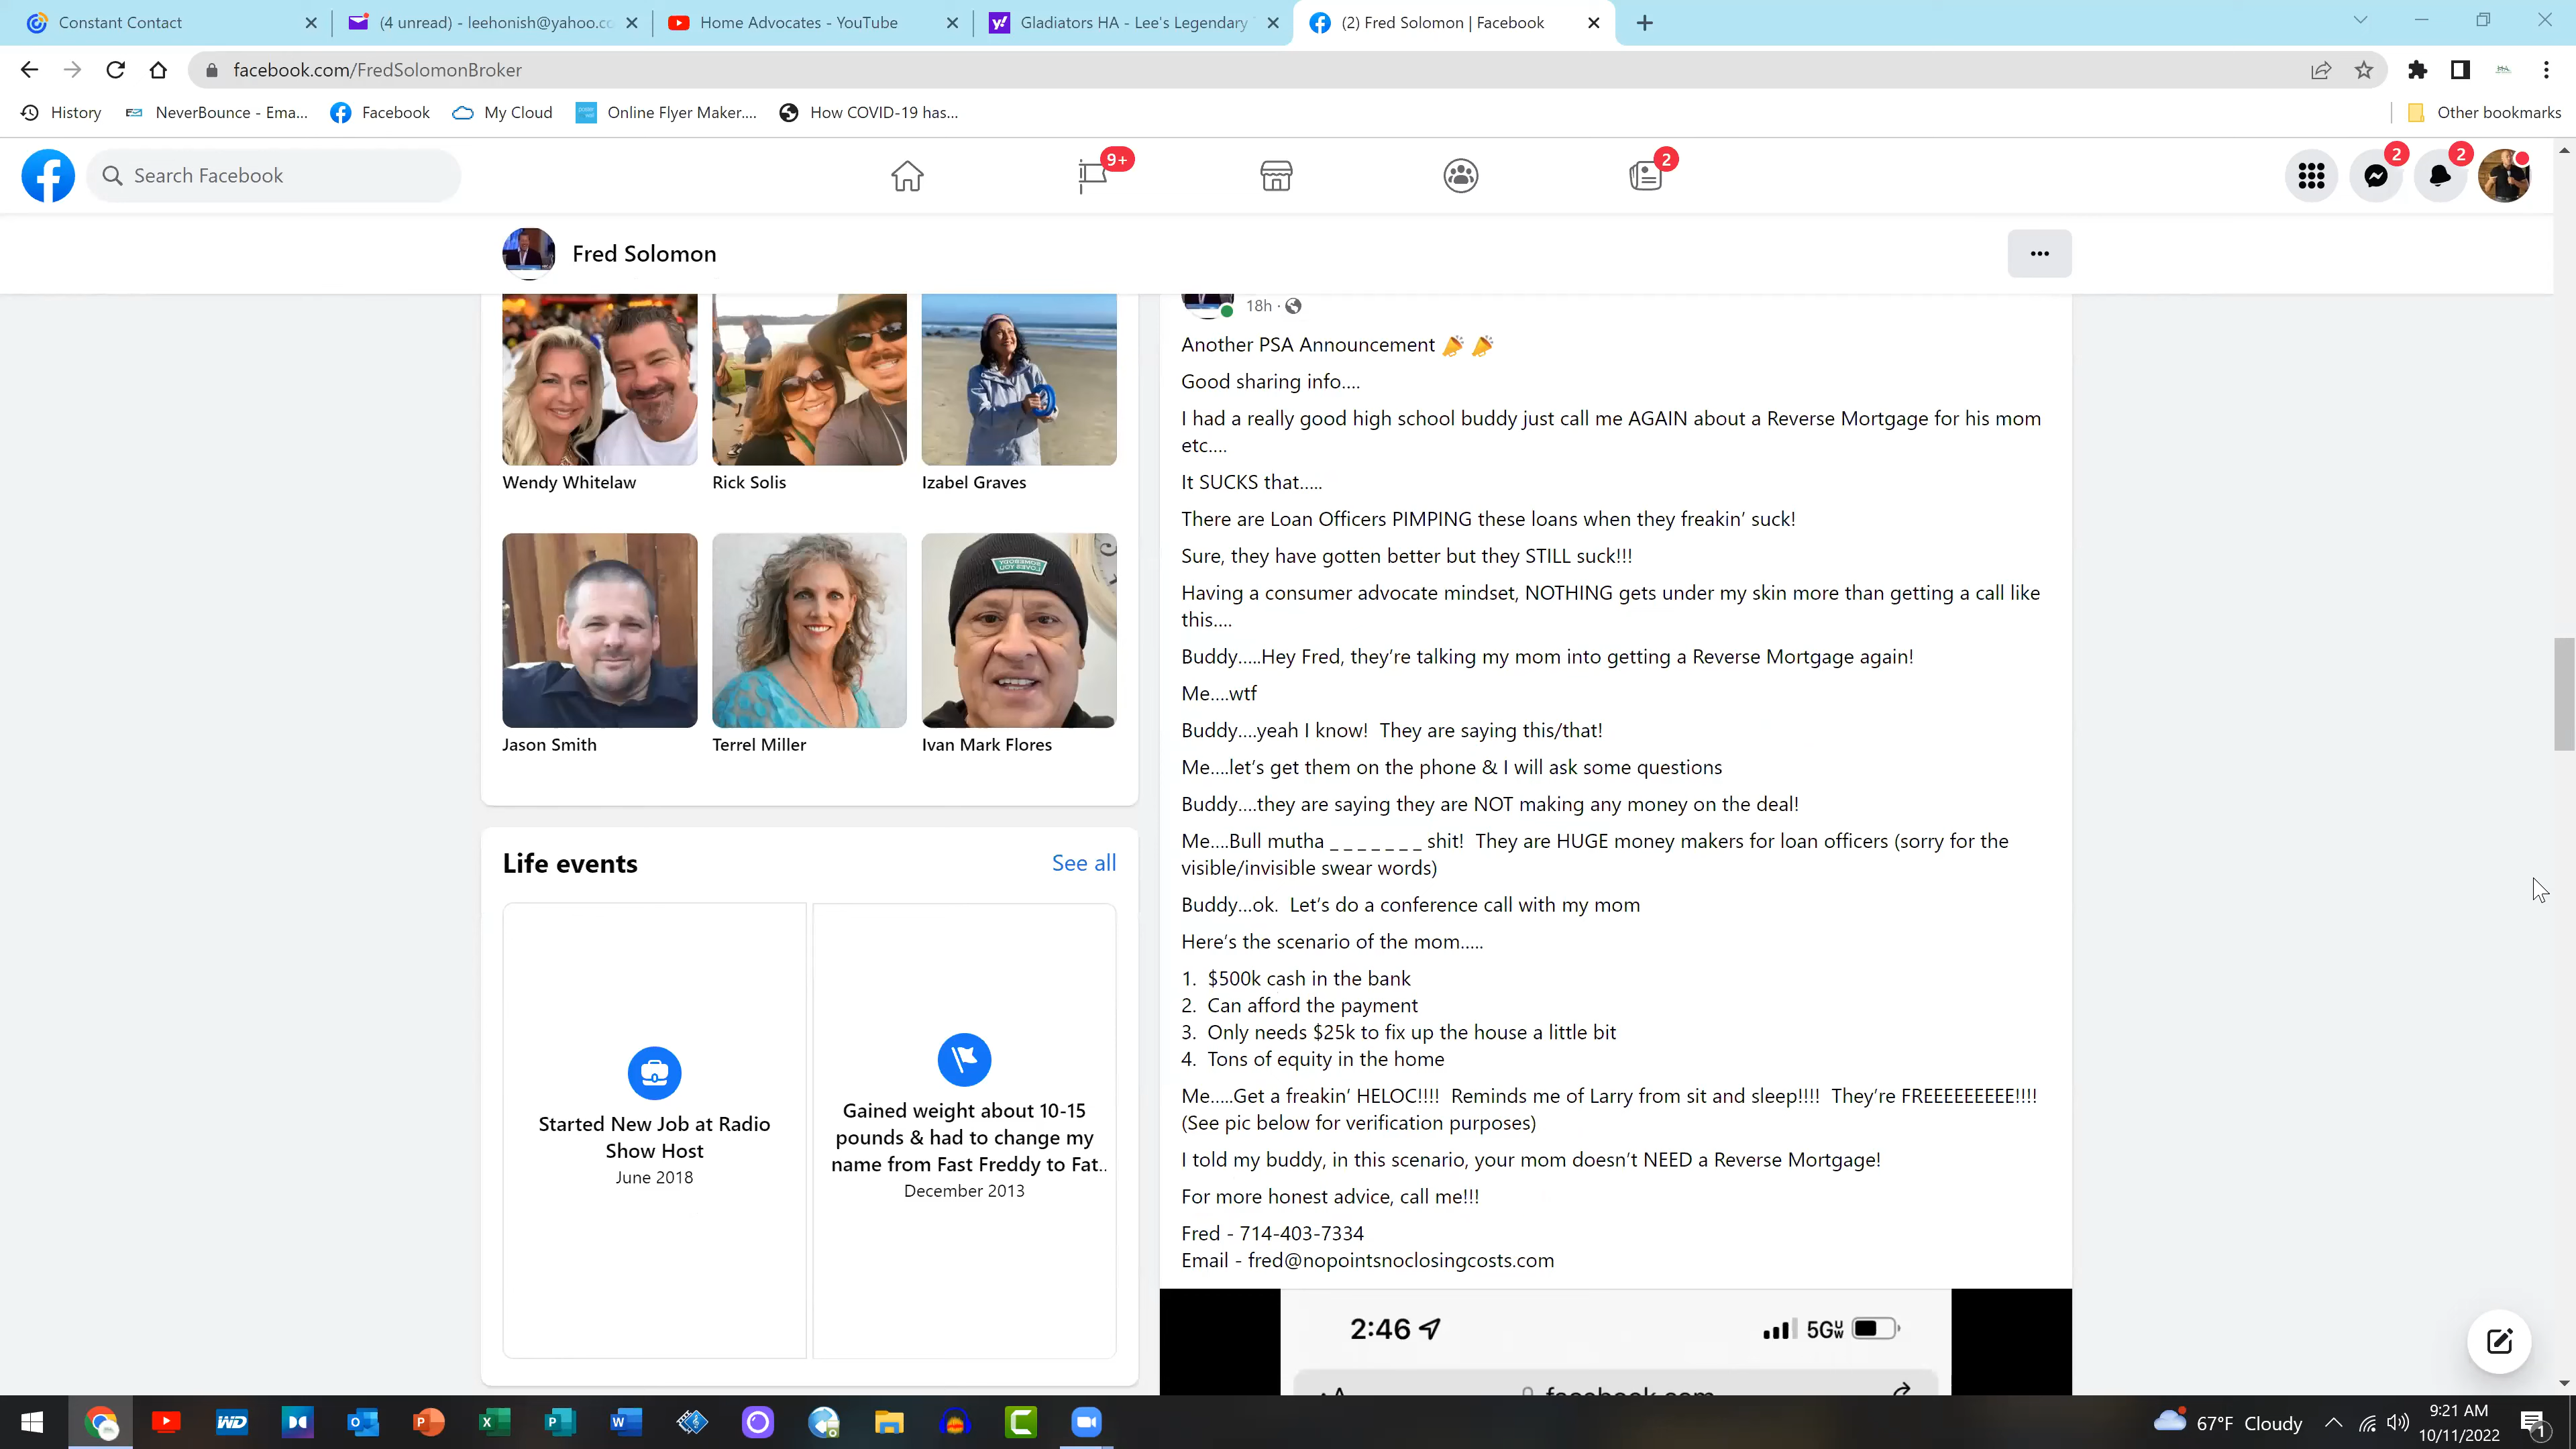 Constant Contact
(4 unread) - leehonish@yahoo.co
Home Advocates - YouTube
Gladiators HA - Lee's Legendary
(2) Fred Solomon | Facebook
facebook.com/FredSolomonBroker
History
NeverBounce - Ema...
Facebook
My Cloud
Online Flyer Maker....
How COVID-19 has...
Other bookmarks
Search Facebook
9+
2
2
2
Fred Solomon
Wendy Whitelaw
Rick Solis
Izabel Graves
Jason Smith
Terrel Miller
Ivan Mark Flores
Life events
See all
Started New Job at Radio
Show Host
June 2018
Gained weight about 10-15
pounds & had to change my
name from Fast Freddy to Fat..
December 2013
18h ·
Another PSA Announcement
Good sharing info....
I had a really good high school buddy just call me AGAIN about a Reverse Mortgage for his mom
etc....
It SUCKS that.....
There are Loan Officers PIMPING these loans when they freakin' suck!
Sure, they have gotten better but they STILL suck!!!
Having a consumer advocate mindset, NOTHING gets under my skin more than getting a call like
this....
Buddy.....Hey Fred, they're talking my mom into getting a Reverse Mortgage again!
Me....wtf
Buddy....yeah I know!  They are saying this/that!
Me....let's get them on the phone & I will ask some questions
Buddy....they are saying they are NOT making any money on the deal!
Me....Bull mutha _ _ _ _ _ _ _ shit!  They are HUGE money makers for loan officers (sorry for the
visible/invisible swear words)
Buddy...ok.  Let's do a conference call with my mom
Here's the scenario of the mom.....
1.  $500k cash in the bank
2.  Can afford the payment
3.  Only needs $25k to fix up the house a little bit
4.  Tons of equity in the home
Me.....Get a freakin' HELOC!!!!  Reminds me of Larry from sit and sleep!!!!  They're FREEEEEEEEE!!!!
(See pic below for verification purposes)
I told my buddy, in this scenario, your mom doesn't NEED a Reverse Mortgage!
For more honest advice, call me!!!
Fred - 714-403-7334
Email - fred@nopointsnoclosingcosts.com
2:46
5GUW
facebook.com
67°F Cloudy
9:21 AM
10/11/2022
1